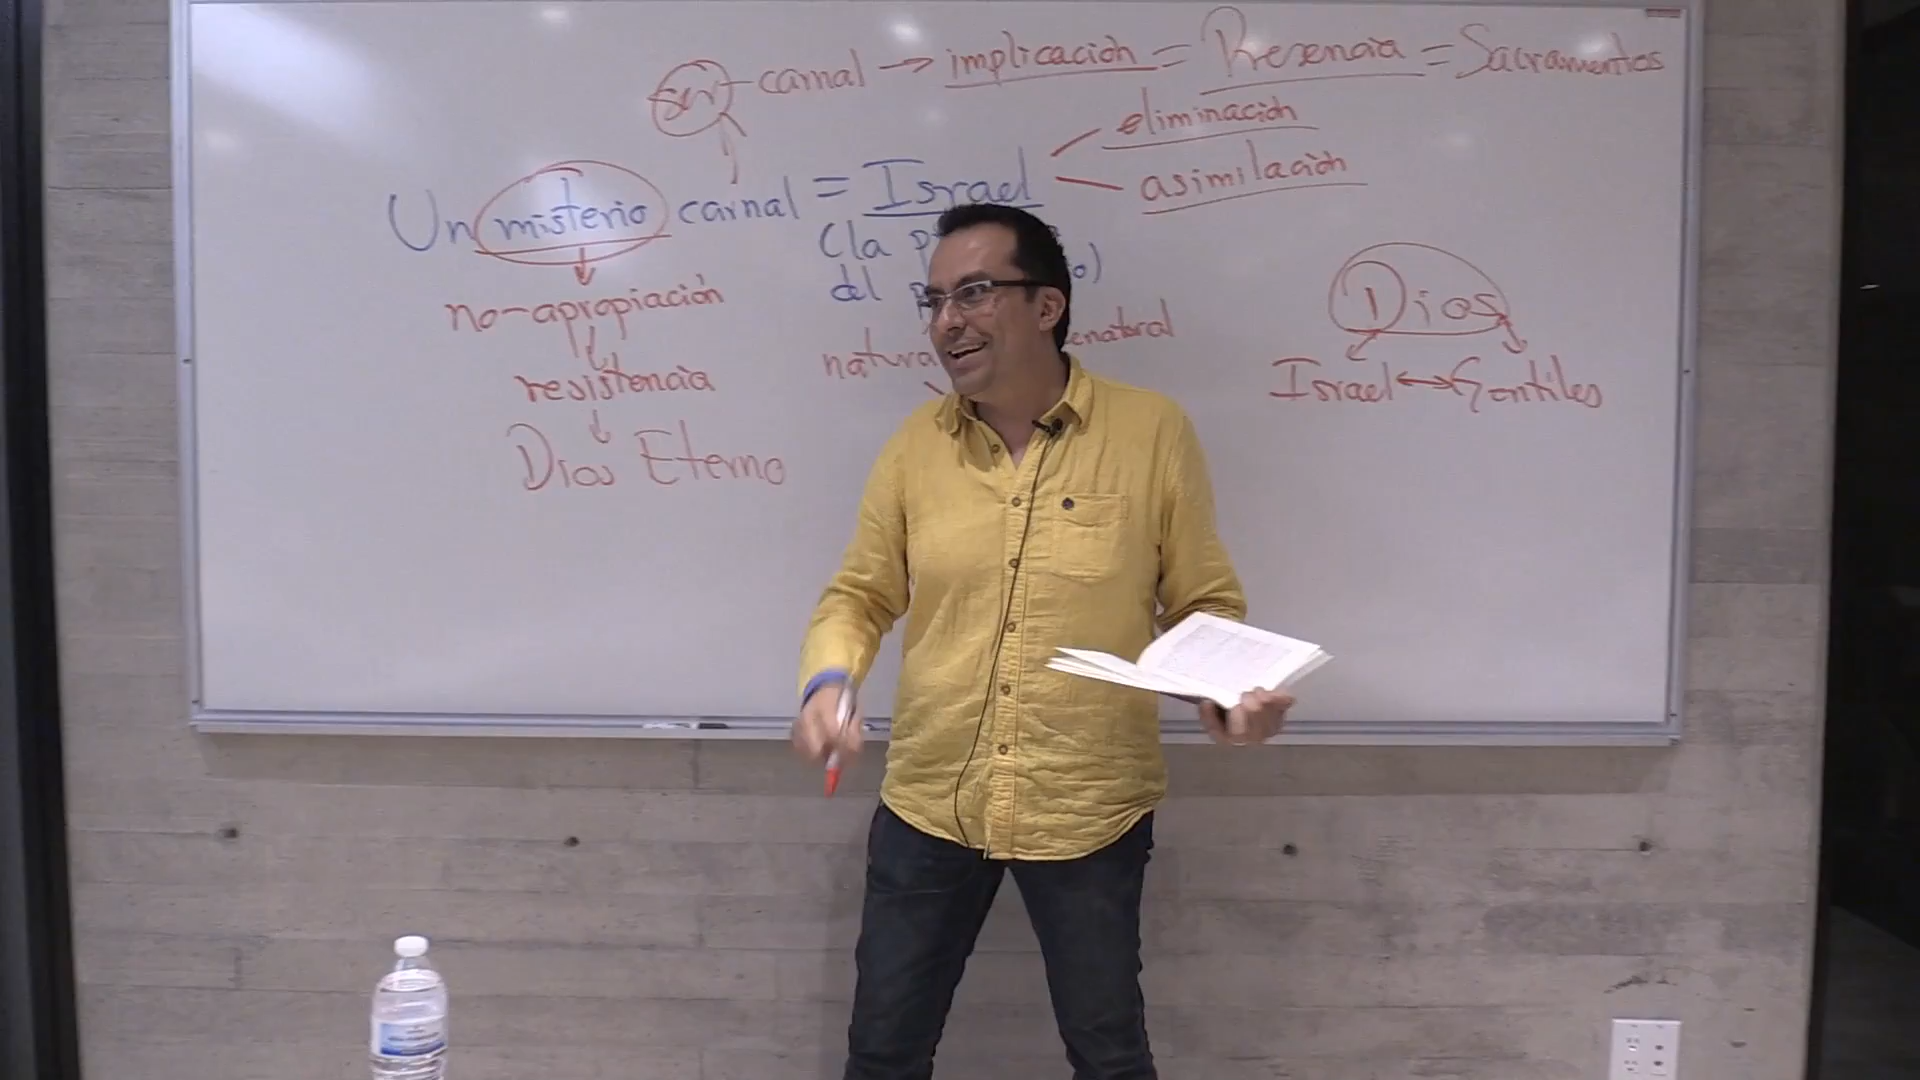 ser carnal → implicación = Presencia = Sacramentos
eliminación
asimilación
Un misterio carnal = Israel
(la
del
no-apropiación
resistencia
Dios Eterno
Dios
Israel ↔ Gentiles